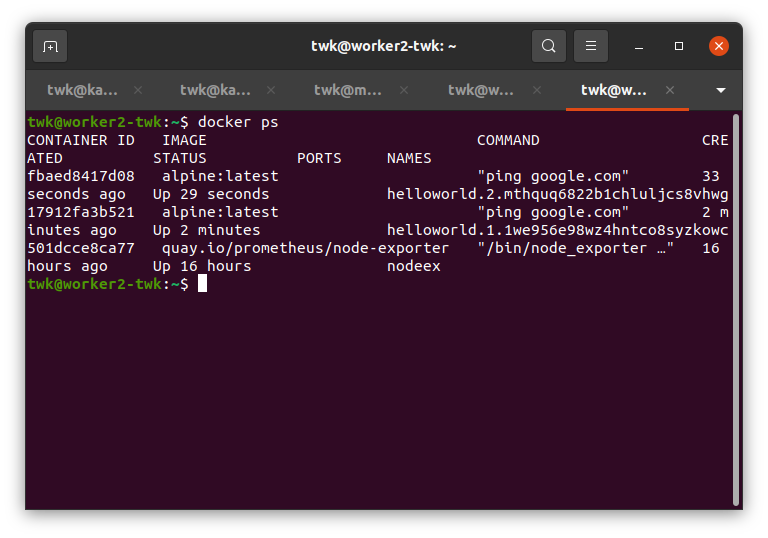 twk@worker2-twk: ~
twk@ka... twk@ka... twk@m... twk@w... twk@w...
twk@worker2-twk:~$ docker ps
CONTAINER ID   IMAGE                              COMMAND                  CRE
ATED          STATUS          PORTS     NAMES
fbaed8417d08   alpine:latest                      "ping google.com"        33 
seconds ago   Up 29 seconds             helloworld.2.mthquq6822b1chluljcs8vhwg
17912fa3b521   alpine:latest                      "ping google.com"        2 m
inutes ago    Up 2 minutes              helloworld.1.1we956e98wz4hntco8syzkowc
501dcce8ca77   quay.io/prometheus/node-exporter   "/bin/node_exporter …"   16 
hours ago     Up 16 hours               nodeex
twk@worker2-twk:~$